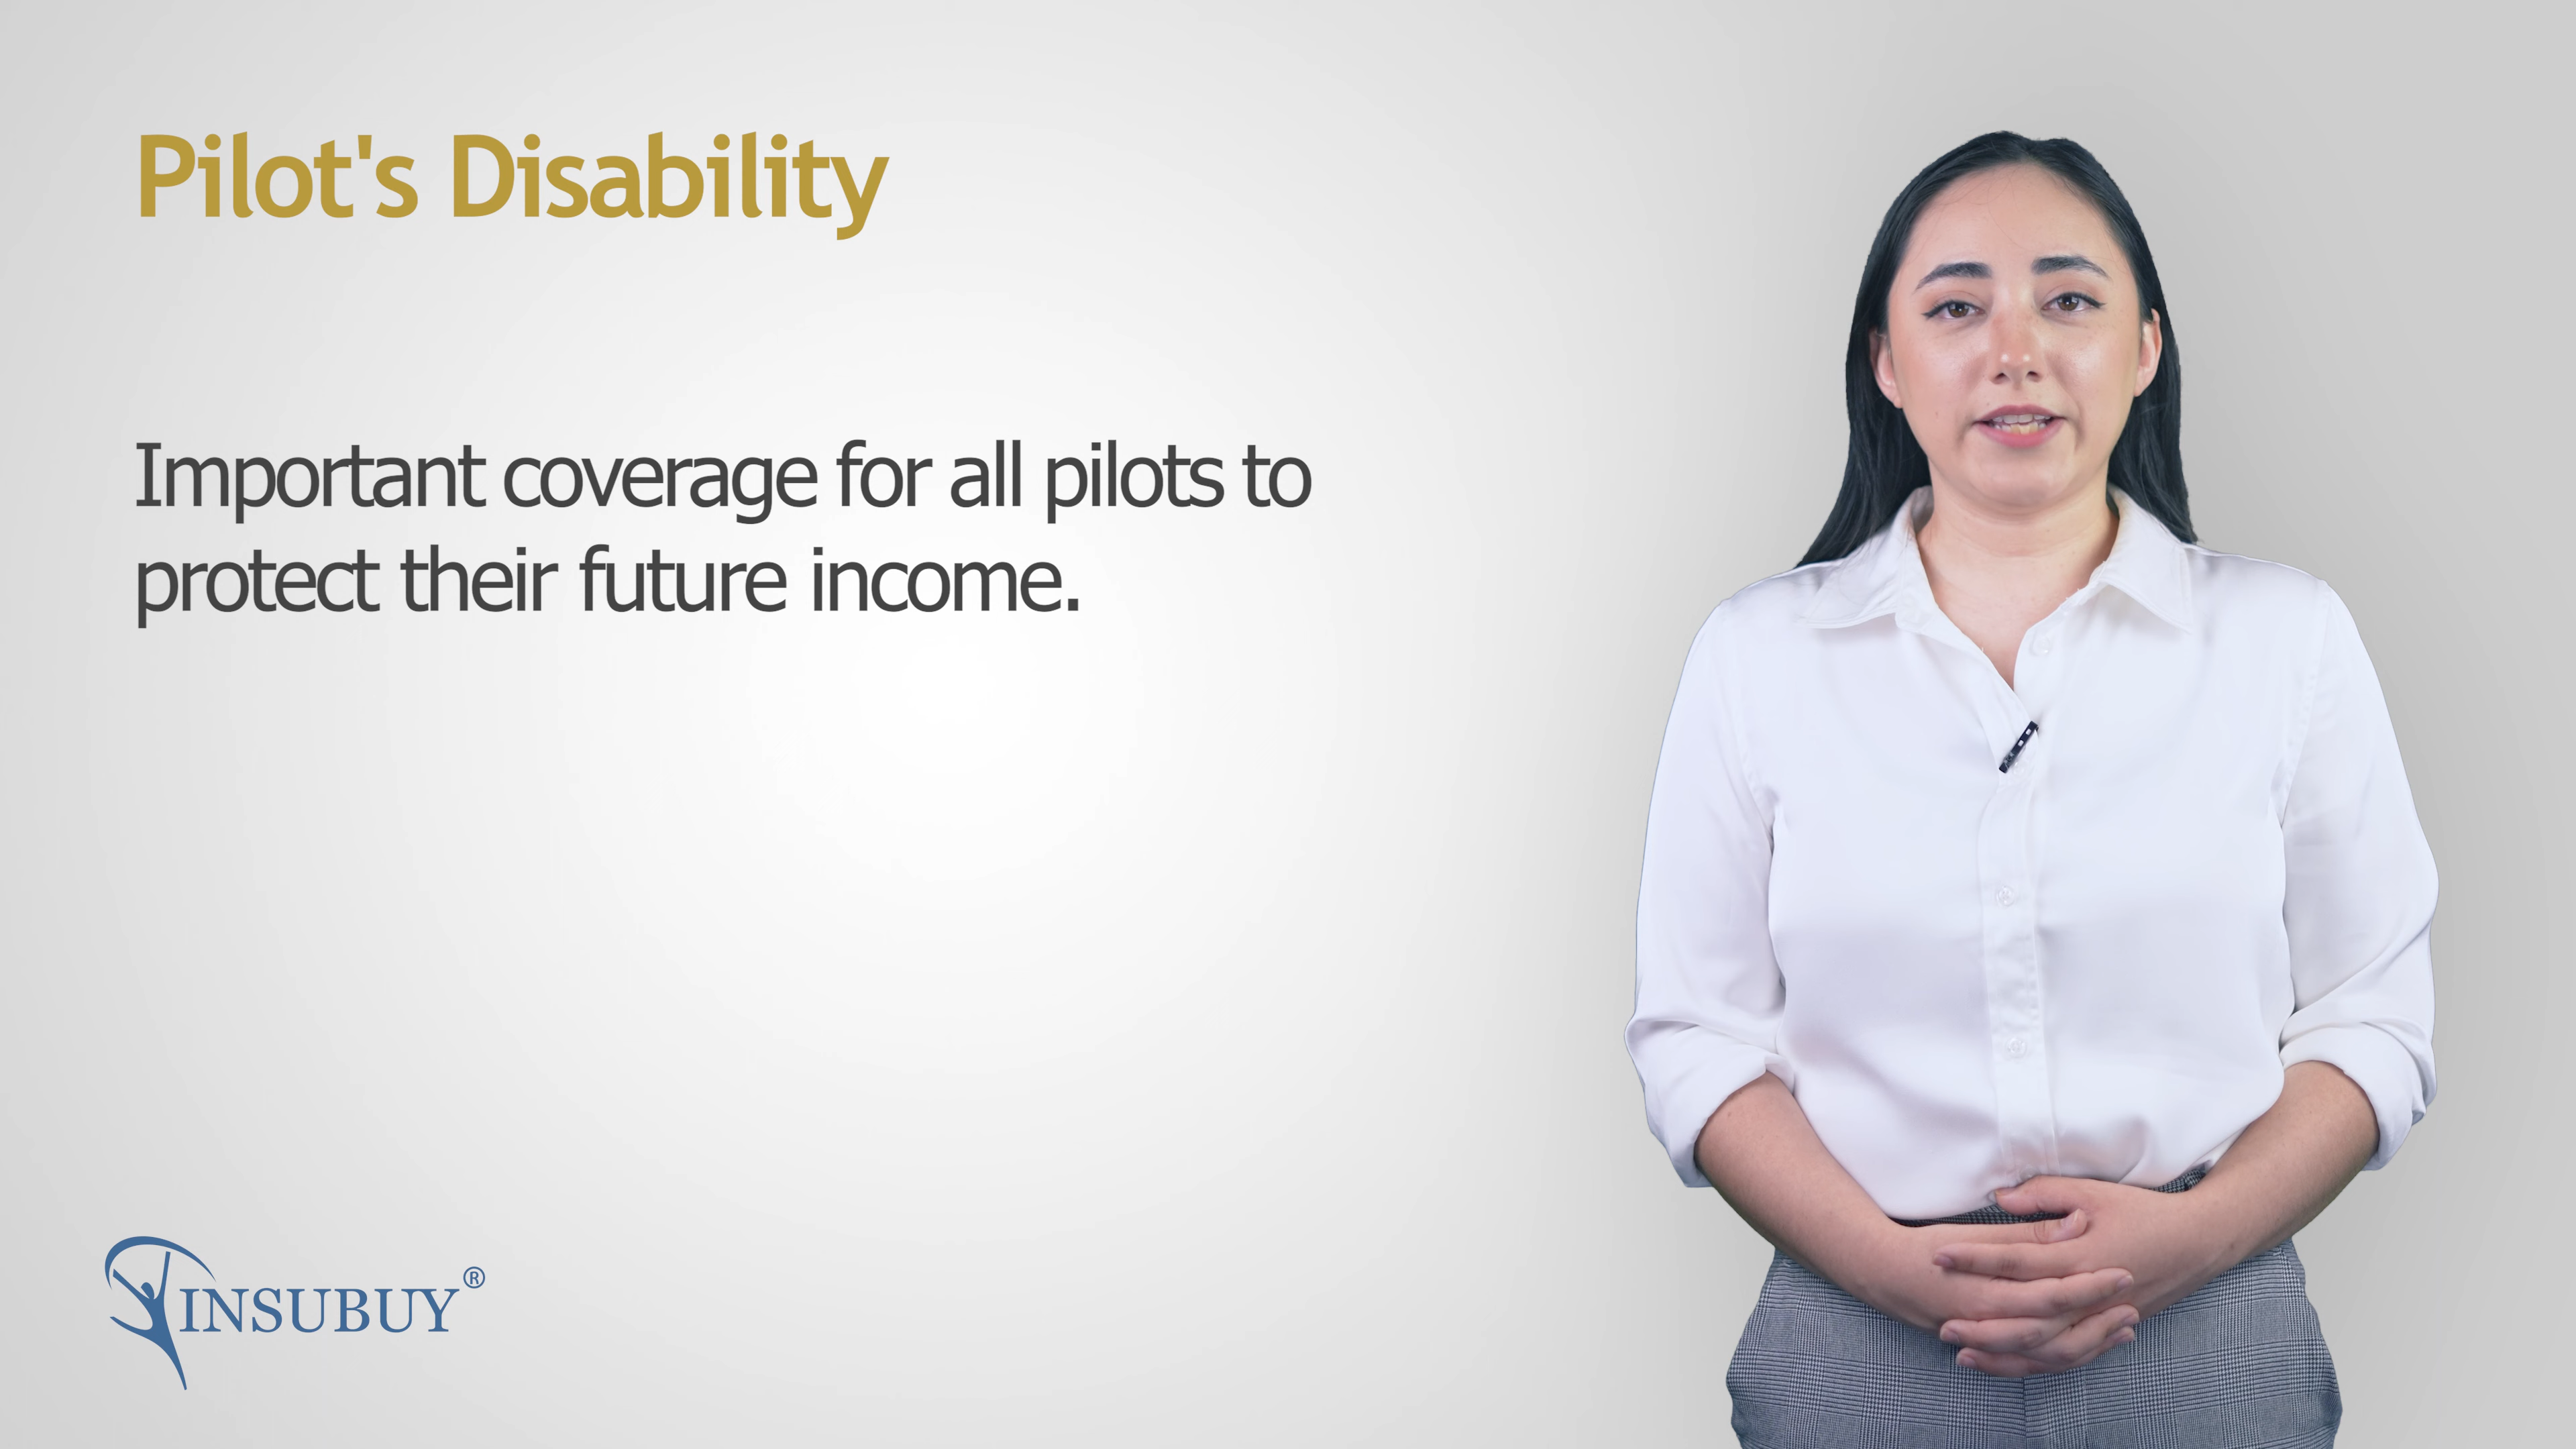 Pilot's Disability
Important coverage for all pilots to
protect their future income.
INSUBUY®